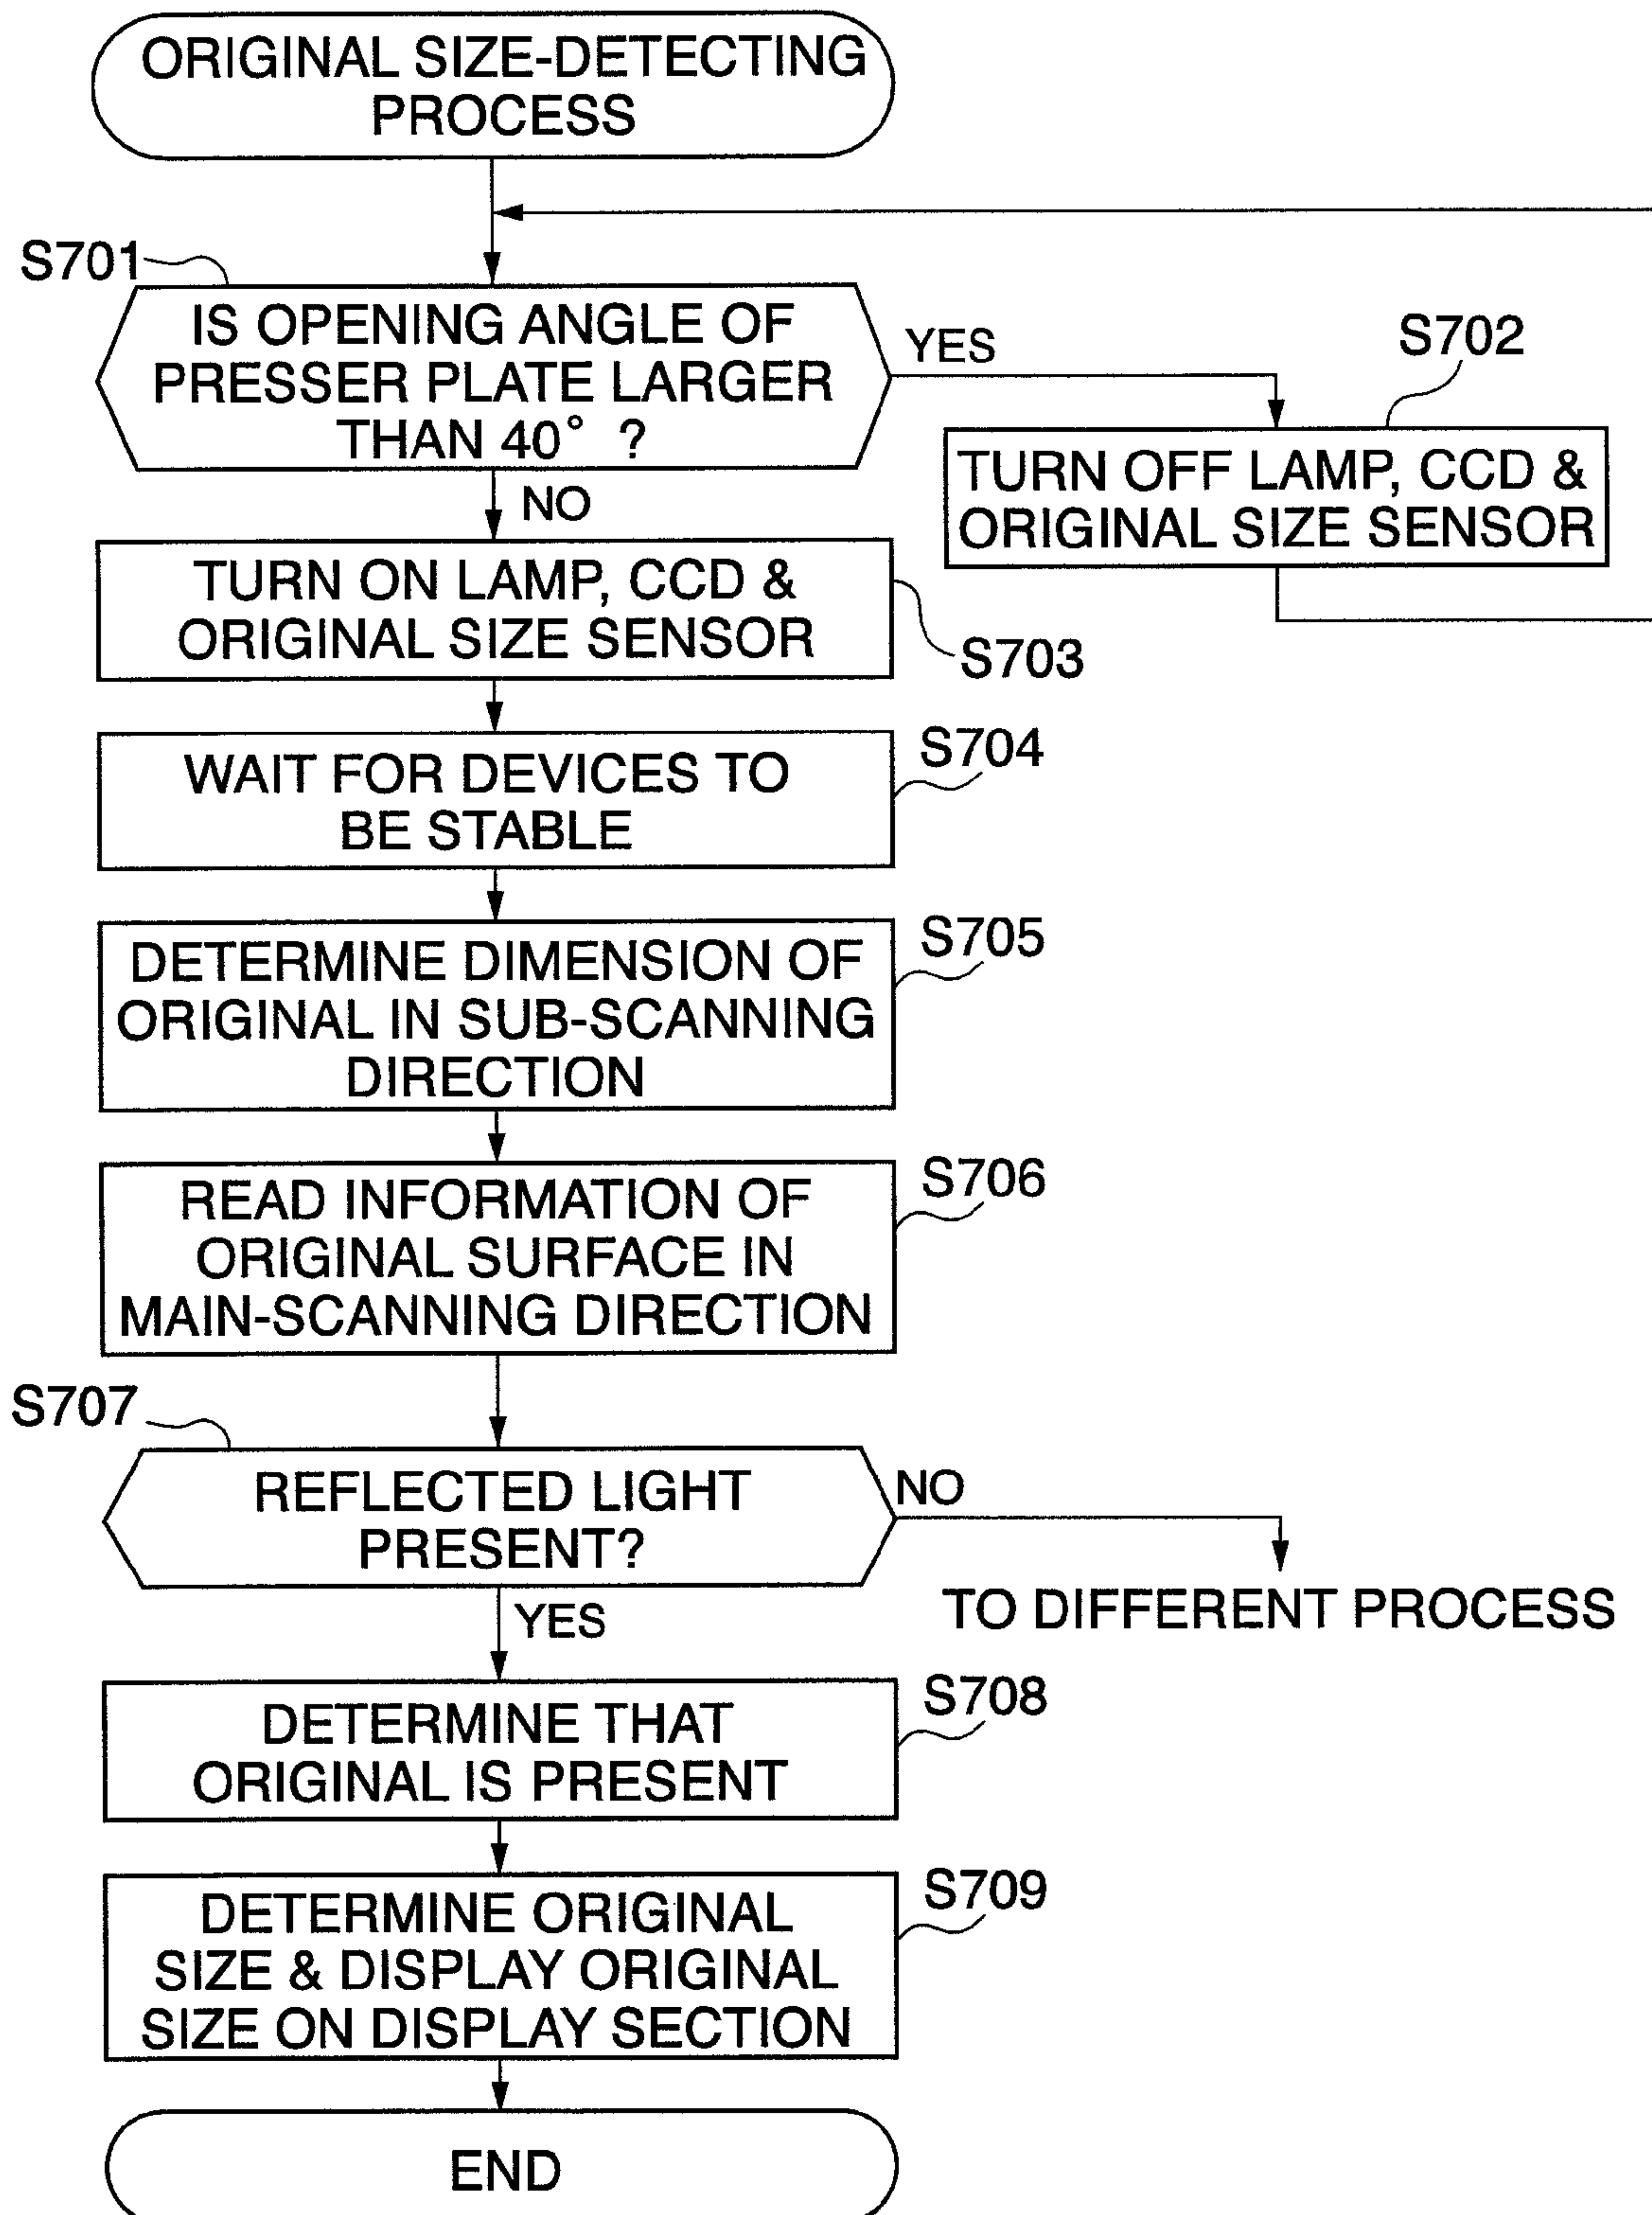 ORIGINAL SIZE-DETECTING
PROCESS
S701
IS OPENING ANGLE OF
PRESSER PLATE LARGER
THAN 40° ?
YES
S702
TURN OFF LAMP, CCD &
ORIGINAL SIZE SENSOR
NO
TURN ON LAMP, CCD &
ORIGINAL SIZE SENSOR
S703
WAIT FOR DEVICES TO
BE STABLE
S704
DETERMINE DIMENSION OF
ORIGINAL IN SUB-SCANNING
DIRECTION
S705
READ INFORMATION OF
ORIGINAL SURFACE IN
MAIN-SCANNING DIRECTION
S706
S707
REFLECTED LIGHT
PRESENT?
NO
TO DIFFERENT PROCESS
YES
DETERMINE THAT
ORIGINAL IS PRESENT
S708
DETERMINE ORIGINAL
SIZE & DISPLAY ORIGINAL
SIZE ON DISPLAY SECTION
S709
END